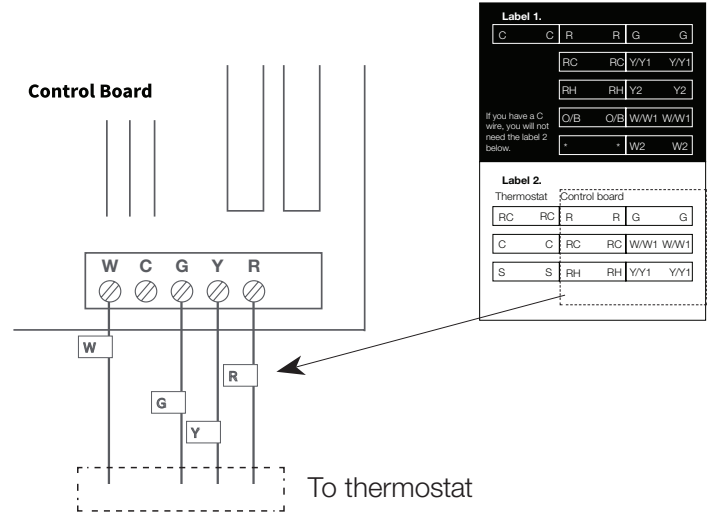 Control Board
W C G Y R
W
R
G
Y
To thermostat
Label 1.
C C R R G G
RC RC Y/Y1 Y/Y1
RH RH Y2 Y2
O/B O/B W/W1 W/W1
* * W2 W2
If you have a C
wire, you will not
need the label 2
below.
Label 2.
Thermostat Control board
RC RC R R G G
C C RC RC W/W1 W/W1
S S RH RH Y/Y1 Y/Y1